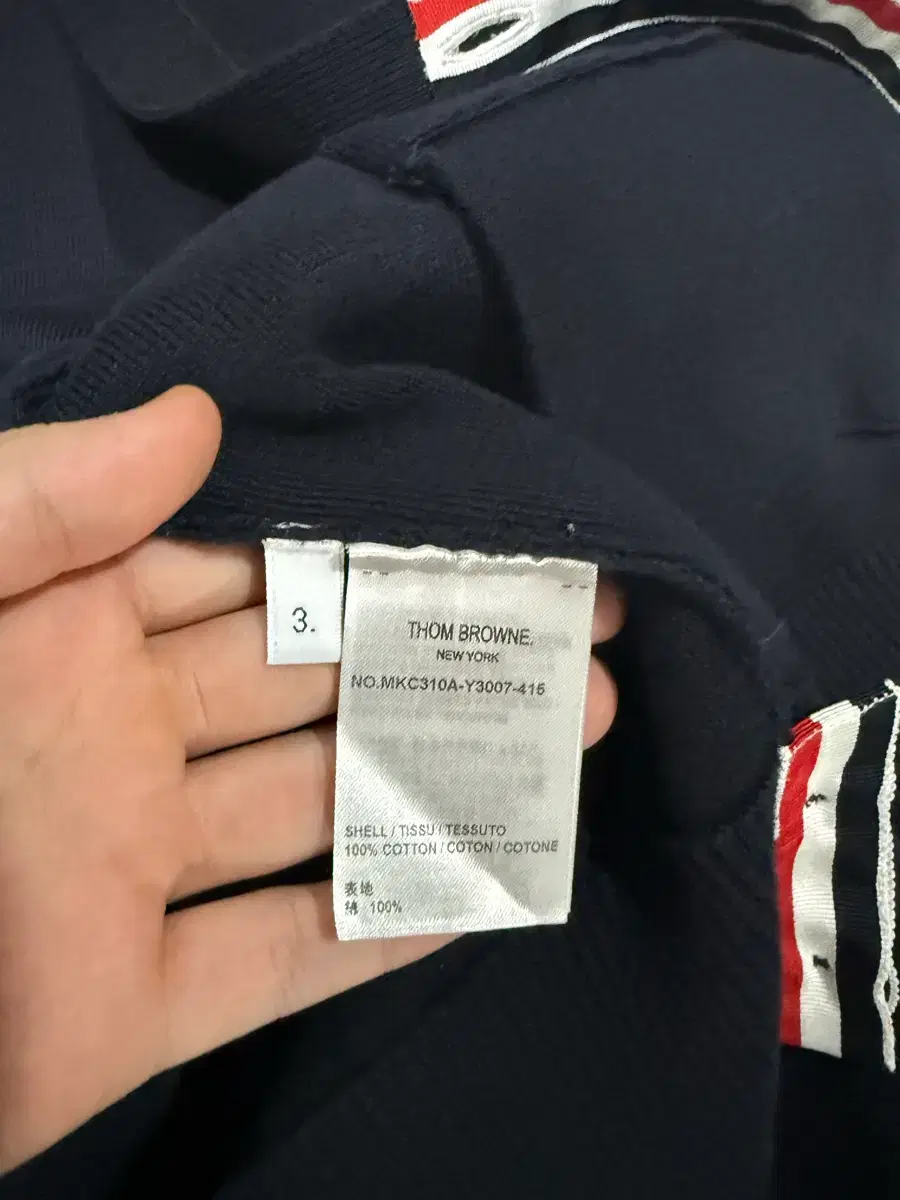 3.
THOM BROWNE.
NEW YORK
NO.MKC310A-Y3007-415
SHELL / TISSU / TESSUTO
100% COTTON / COTON / COTONE
表地
綿 100%